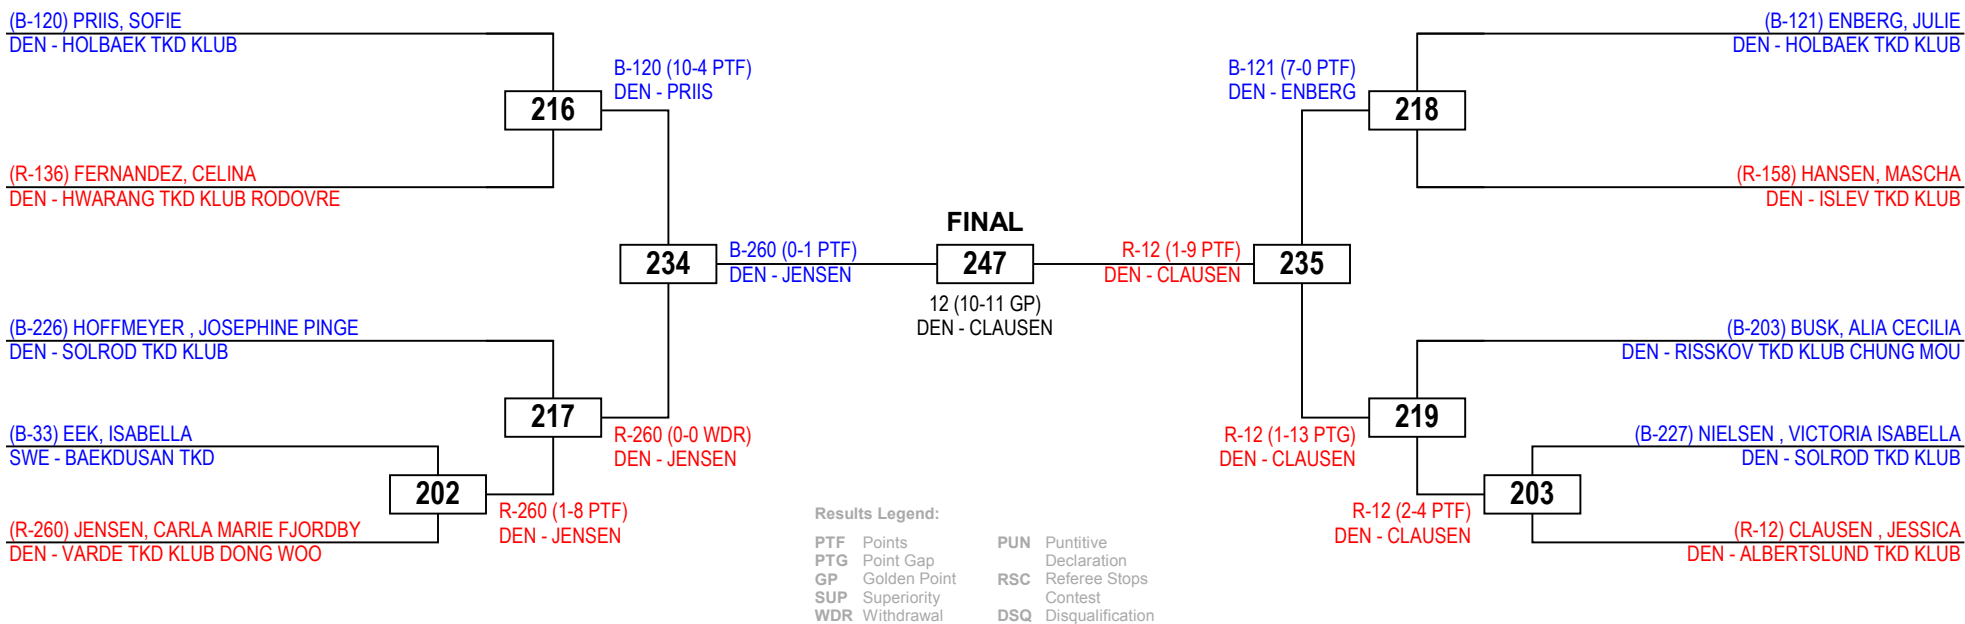 (B-120) PRIIS, SOFIE
DEN - HOLBAEK TKD KLUB
B-120 (10-4 PTF)
DEN - PRIIS
216
(R-136) FERNANDEZ, CELINA
DEN - HWARANG TKD KLUB RODOVRE
234
B-260 (0-1 PTF)
DEN - JENSEN
(B-226) HOFFMEYER , JOSEPHINE PINGE
DEN - SOLROD TKD KLUB
217
R-260 (0-0 WDR)
DEN - JENSEN
(B-33) EEK, ISABELLA
SWE - BAEKDUSAN TKD
202
R-260 (1-8 PTF)
DEN - JENSEN
(R-260) JENSEN, CARLA MARIE FJORDBY
DEN - VARDE TKD KLUB DONG WOO
FINAL
247
12 (10-11 GP)
DEN - CLAUSEN
(B-121) ENBERG, JULIE
DEN - HOLBAEK TKD KLUB
B-121 (7-0 PTF)
DEN - ENBERG
218
(R-158) HANSEN, MASCHA
DEN - ISLEV TKD KLUB
R-12 (1-9 PTF)
DEN - CLAUSEN
235
(B-203) BUSK, ALIA CECILIA
DEN - RISSKOV TKD KLUB CHUNG MOU
219
R-12 (1-13 PTG)
DEN - CLAUSEN
(B-227) NIELSEN , VICTORIA ISABELLA
DEN - SOLROD TKD KLUB
203
R-12 (2-4 PTF)
DEN - CLAUSEN
(R-12) CLAUSEN , JESSICA
DEN - ALBERTSLUND TKD KLUB
Results Legend:
PTF Points
PTG Point Gap
GP Golden Point
SUP Superiority
WDR Withdrawal
PUN Puntitive
Declaration
RSC Referee Stops
Contest
DSQ Disqualification